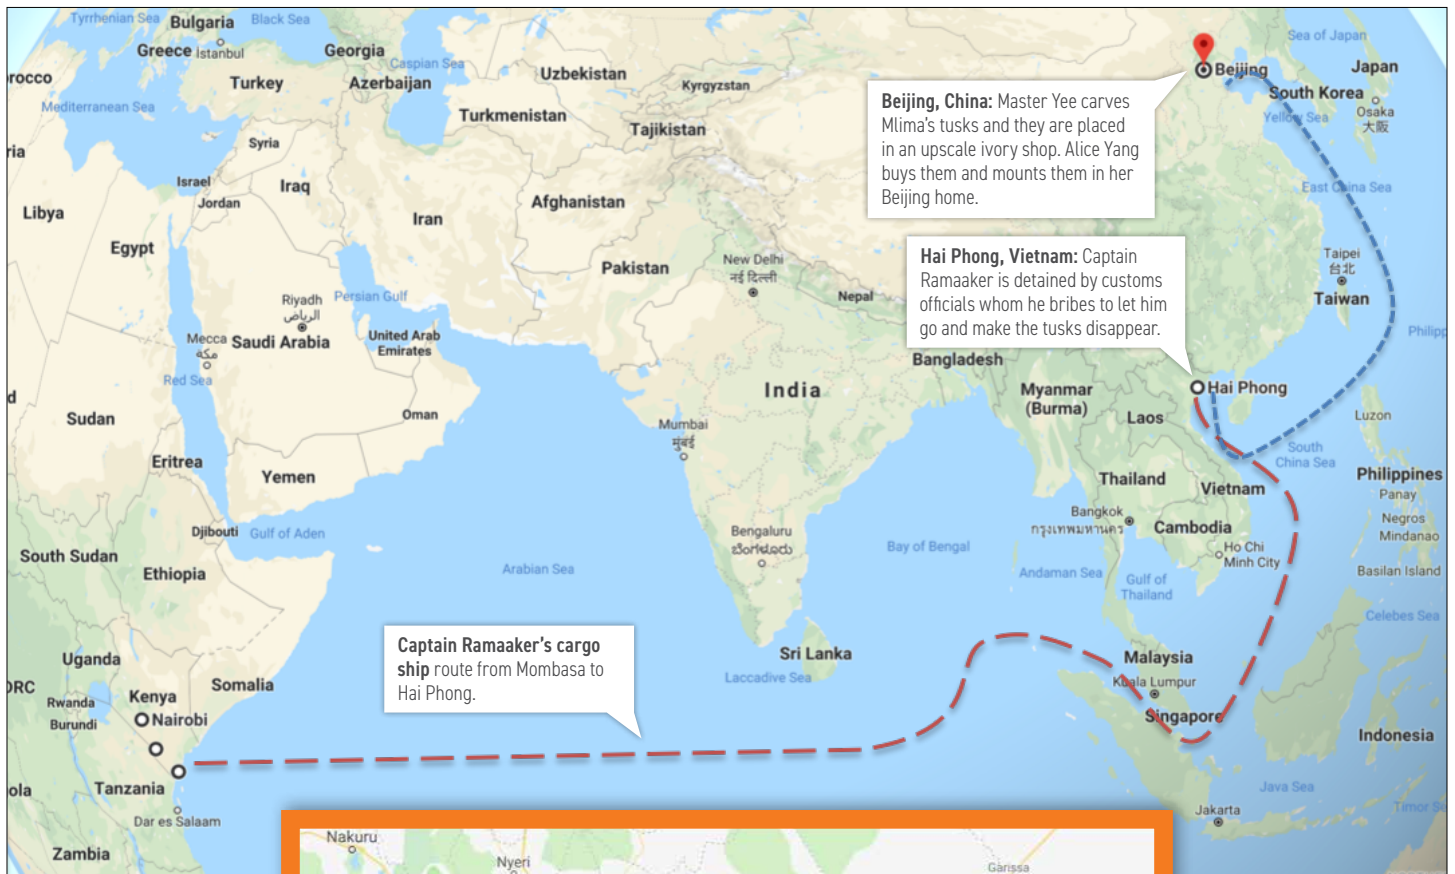 Tyrrhenian Sea
Bulgaria
Black Sea
Greece
Istanbul
Georgia
Caspian Sea
Turkey
Azerbaijan
Uzbekistan
Kyrgyzstan
Turkmenistan
Tajikistan
Beijing
Sea of Japan
Japan
South Korea
Osaka
大阪
Yellow Sea
rocco
Mediterranean Sea
ria
Syria
Israel
Jordan
Iraq
Iran
Afghanistan
Libya
Egypt
Beijing, China: Master Yee carves
Mlima's tusks and they are placed
in an upscale ivory shop. Alice Yang
buys them and mounts them in her
Beijing home.
East China Sea
Pakistan
New Delhi
नई दिल्ली
Nepal
Hai Phong, Vietnam: Captain
Ramaaker is detained by customs
officials whom he bribes to let him
go and make the tusks disappear.
Taipei
台北
Taiwan
Philipp
Riyadh
الرياض
Persian Gulf
Mecca
مكة
Saudi Arabia
United Arab
Emirates
Red Sea
Bangladesh
Hai Phong
d
Sudan
Oman
India
Mumbai
मुंबई
Myanmar
(Burma)
Laos
Luzon
Eritrea
Yemen
South
China Sea
Thailand
Vietnam
Philippines
Panay
Negros
Mindanao
Djibouti
Gulf of Aden
Bengaluru
ಬೆಂಗಳೂರು
Bangkok
กรุงเทพมหานคร
Cambodia
Ho Chi
Minh City
South Sudan
Ethiopia
Arabian Sea
Bay of Bengal
Andaman Sea
Gulf of
Thailand
Basilan Island
Celebes Sea
Captain Ramaaker's cargo
ship route from Mombasa to
Hai Phong.
Uganda
Sri Lanka
Laccadive Sea
Malaysia
Kuala Lumpur
DRC
Rwanda
Burundi
Kenya
Nairobi
Somalia
Singapore
Indonesia
ola
Tanzania
Dar es Salaam
Java Sea
Jakarta
Timor Se
Zambia
Nakuru
Nyeri
Garissa